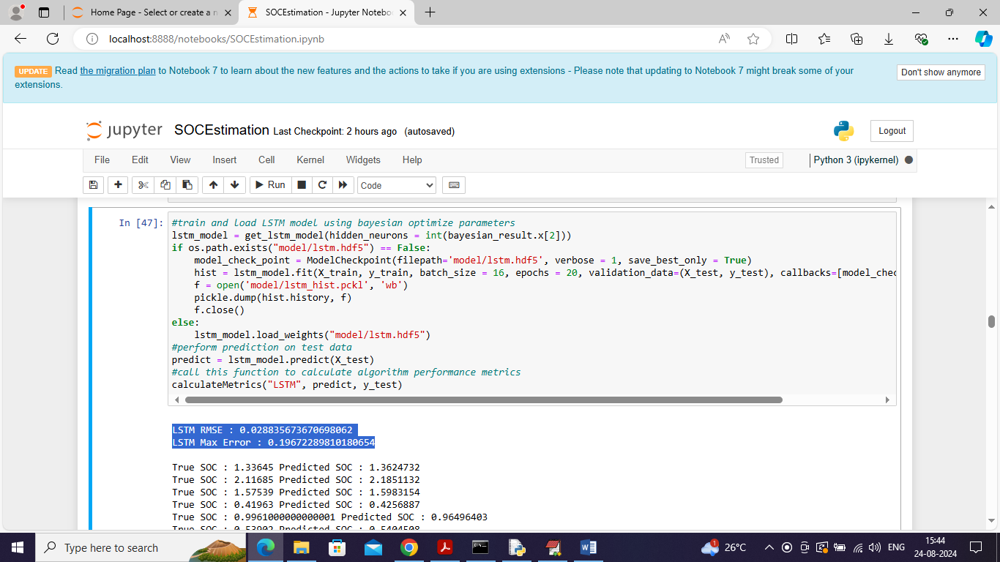 Home Page - Select or create a n
SOCEstimation - Jupyter Notebo
localhost:8888/notebooks/SOCEstimation.ipynb
UPDATE Read the migration plan to Notebook 7 to learn about the new features and the actions to take if you are using extensions - Please note that updating to Notebook 7 might break some of your
extensions.
Don't show anymore
jupyter SOCEstimation Last Checkpoint: 2 hours ago (autosaved)
Logout
File Edit View Insert Cell Kernel Widgets Help
Trusted
Python 3 (ipykernel)
Run
Code
In [47]:
#train and load LSTM model using bayesian optimize parameters
lstm_model = get_lstm_model(hidden_neurons = int(bayesian_result.x[2]))
if os.path.exists("model/lstm.hdf5") == False:
    model_check_point = ModelCheckpoint(filepath='model/lstm.hdf5', verbose = 1, save_best_only = True)
    hist = lstm_model.fit(X_train, y_train, batch_size = 16, epochs = 20, validation_data=(X_test, y_test), callbacks=[model_chec
    f = open('model/lstm_hist.pckl', 'wb')
    pickle.dump(hist.history, f)
    f.close()
else:
    lstm_model.load_weights("model/lstm.hdf5")
#perform prediction on test data
predict = lstm_model.predict(X_test)
#call this function to calculate algorithm performance metrics
calculateMetrics("LSTM", predict, y_test)
LSTM RMSE : 0.028835673670698062
LSTM Max Error : 0.19672289810180654
True SOC : 1.33645 Predicted SOC : 1.3624732
True SOC : 2.11685 Predicted SOC : 2.1851132
True SOC : 1.57539 Predicted SOC : 1.5983154
True SOC : 0.41963 Predicted SOC : 0.4256887
True SOC : 0.9961000000000001 Predicted SOC : 0.96496403
True SOC : 0.53902 Predicted SOC : 0.5404508
Type here to search
1
26°C
ENG
15:44
24-08-2024